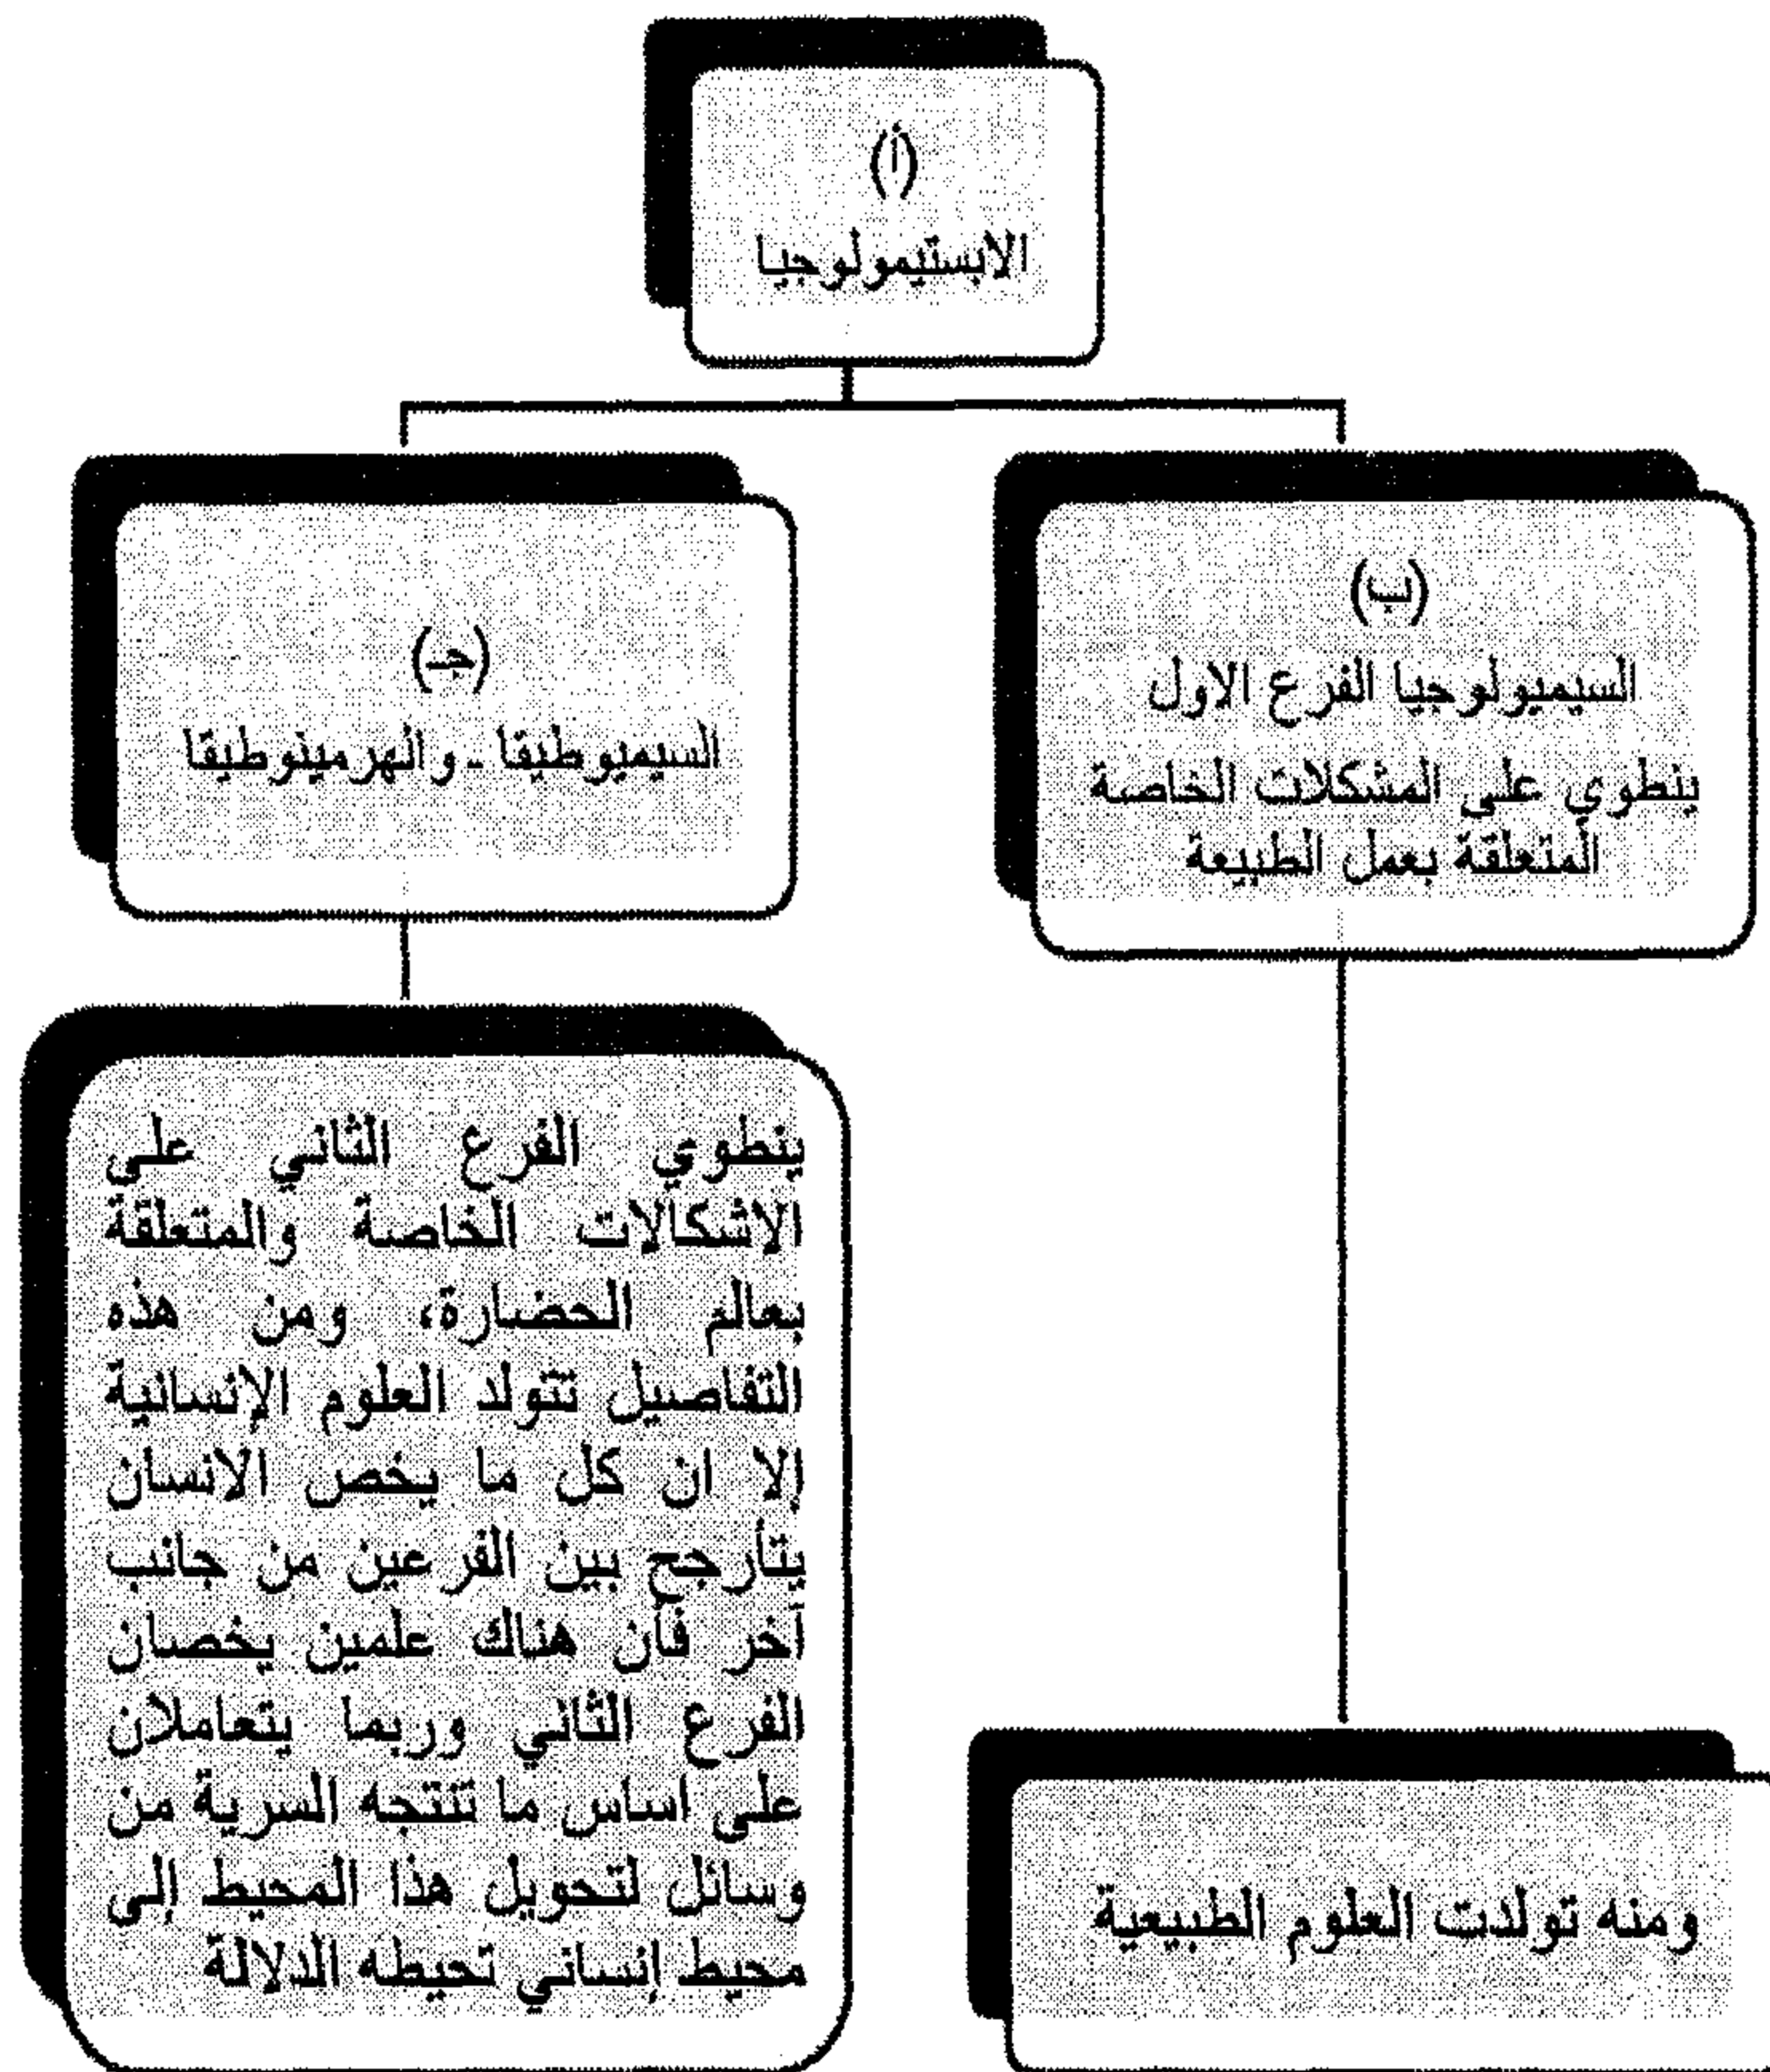 (أ)
الابستيمولوجيا
(ب)
السيميولوجيا الفرع الاول
ينطوي على المشكلات الخاصة
المتعلقة بعمل الطبيعة
(جـ)
السيميوطيقا - والهرمينوطيقا
ينطوي الفرع الثاني على
الاشكالات الخاصة والمتعلقة
بعالم الحضارة، ومن هذه
التفاصيل تتولد العلوم الإنسانية
إلا ان كل ما يخص الانسان
يتأرجح بين الفرعين من جانب
آخر فأن هناك علمين يخصان
الفرع الثاني وربما يتعاملان
على اساس ما تنتجه السرية من
وسائل لتحويل هذا المحيط إلى
محيط إنساني تحيطه الدلالة
ومنه تولدت العلوم الطبيعية